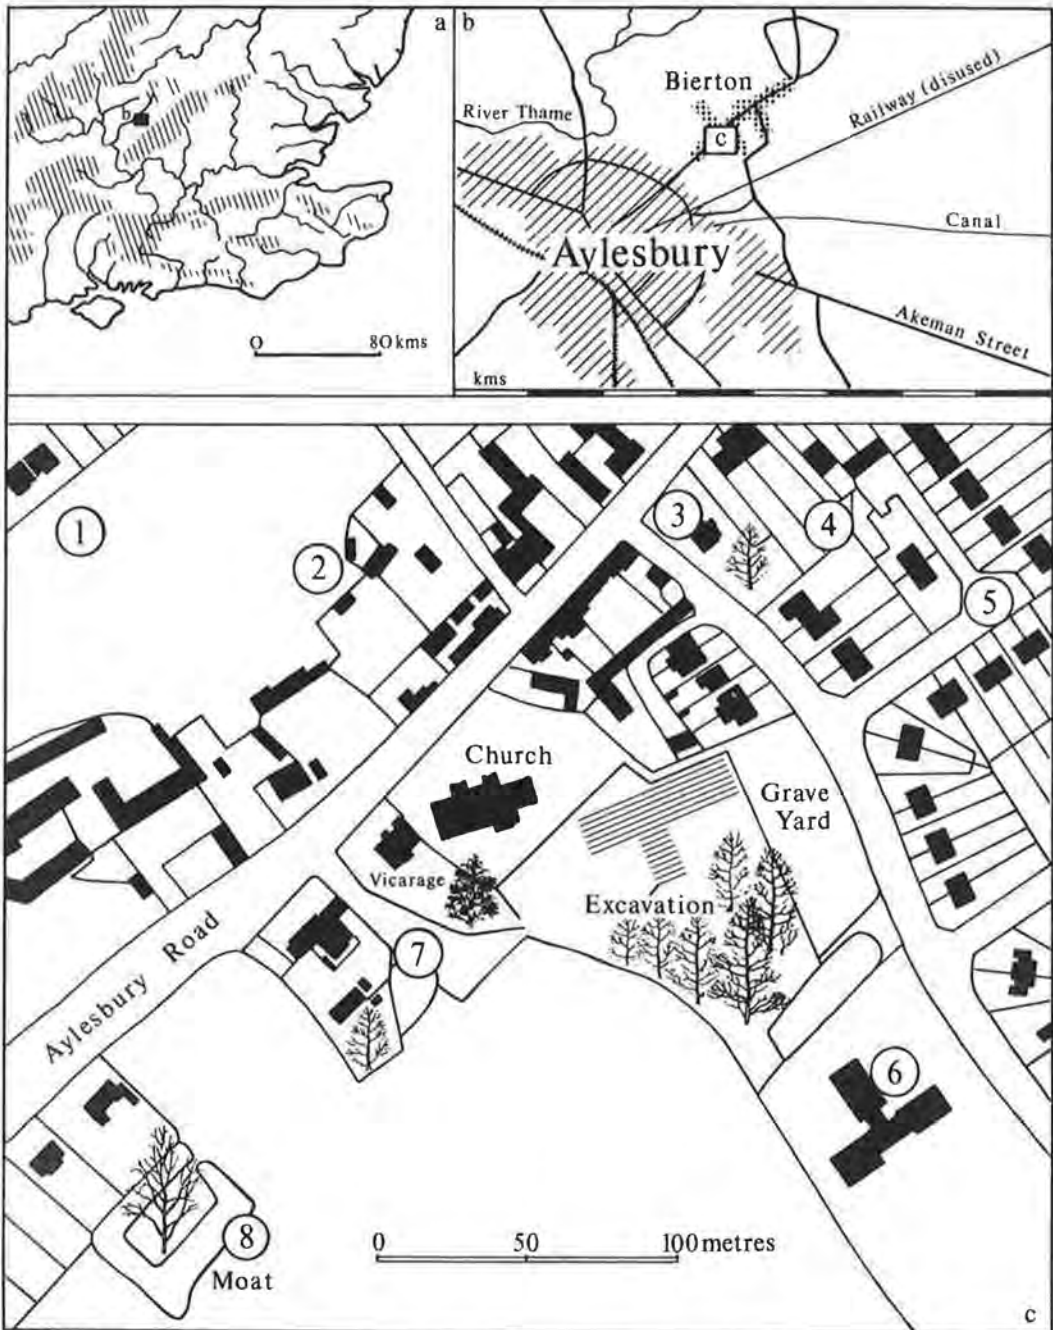 a
b
0
80 kms
b
Bierton
River Thame
c
Railway (disused)
Canal
Aylesbury
Akeman Street
kms
1
2
3
4
5
Church
Grave
Yard
Vicarage
Excavation
7
Aylesbury Road
6
8
Moat
0
50
100 metres
c